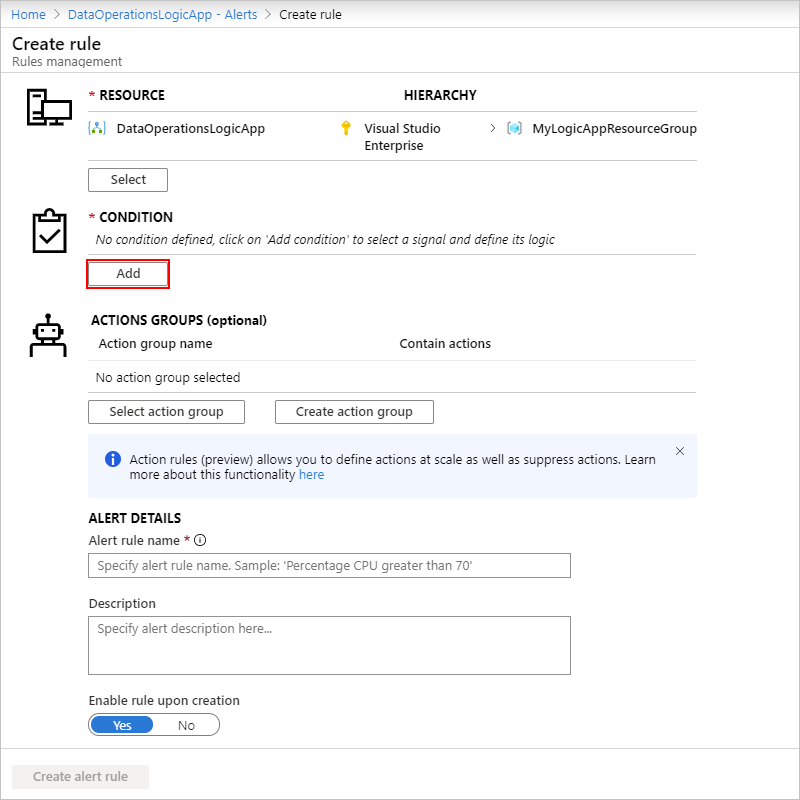 Home > DataOperationsLogicApp - Alerts > Create rule
Create rule
Rules management
* RESOURCE HIERARCHY
DataOperationsLogicApp Visual Studio Enterprise > MyLogicAppResourceGroup
Select
* CONDITION
No condition defined, click on 'Add condition' to select a signal and define its logic
Add
ACTIONS GROUPS (optional)
Action group name Contain actions
No action group selected
Select action group Create action group
Action rules (preview) allows you to define actions at scale as well as suppress actions. Learn
more about this functionality here
ALERT DETAILS
Alert rule name *
Specify alert rule name. Sample: 'Percentage CPU greater than 70'
Description
Specify alert description here...
Enable rule upon creation
Yes No
Create alert rule